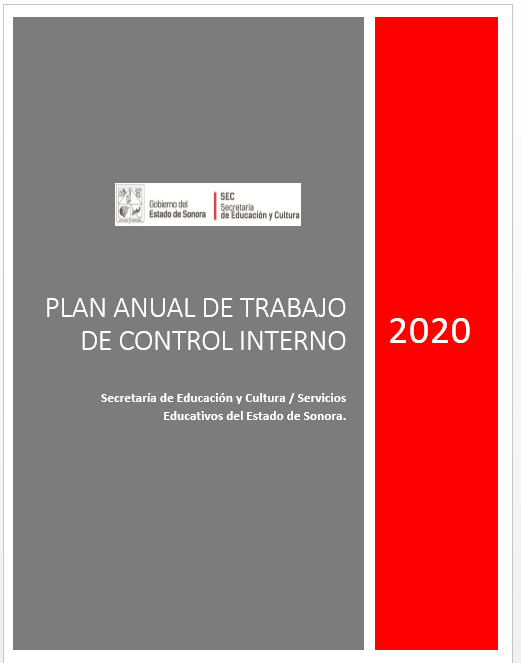 Gobierno del
Estado de Sonora
SEC
Secretaría
de Educación y Cultura
PLAN ANUAL DE TRABAJO
DE CONTROL INTERNO
2020
Secretaría de Educación y Cultura / Servicios
Educativos del Estado de Sonora.